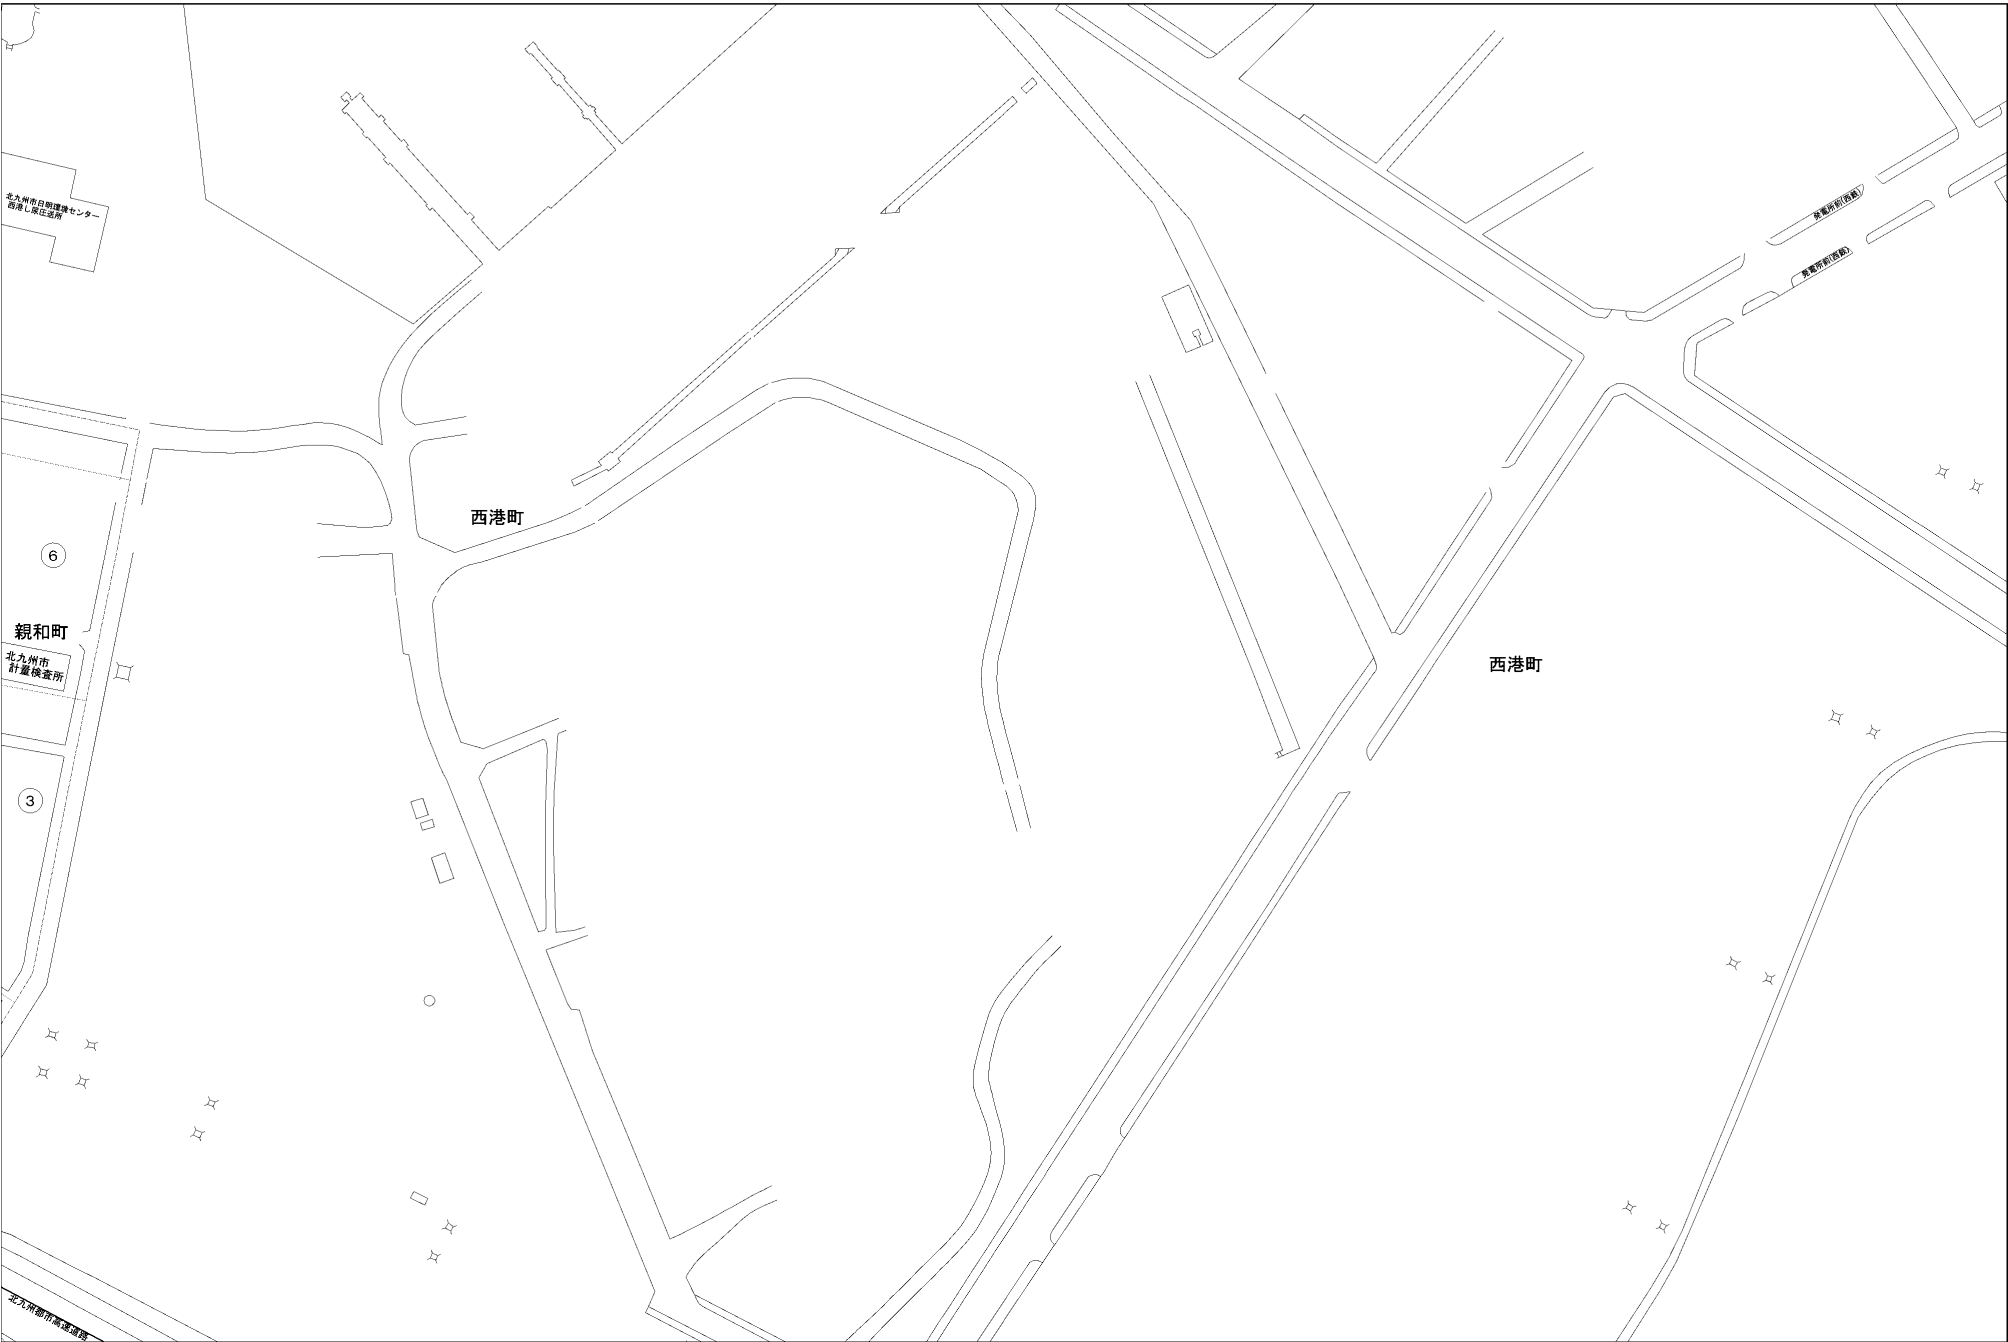 北九州市日明環境センター
西港し尿圧送所
発電所前(西鉄)
発電所前(西鉄)
西港町
⑥
親和町
北九州市
計量検査所
西港町
③
北九州都市高速道路